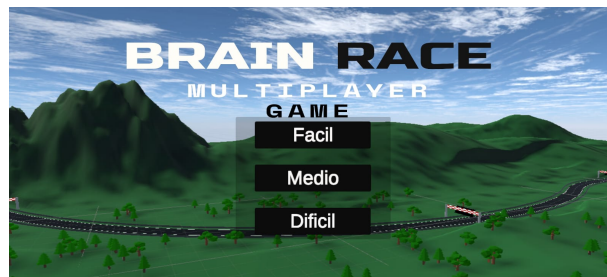 BRAIN RACE
MULTIPLAYER
GAME
Facil
Medio
Dificil